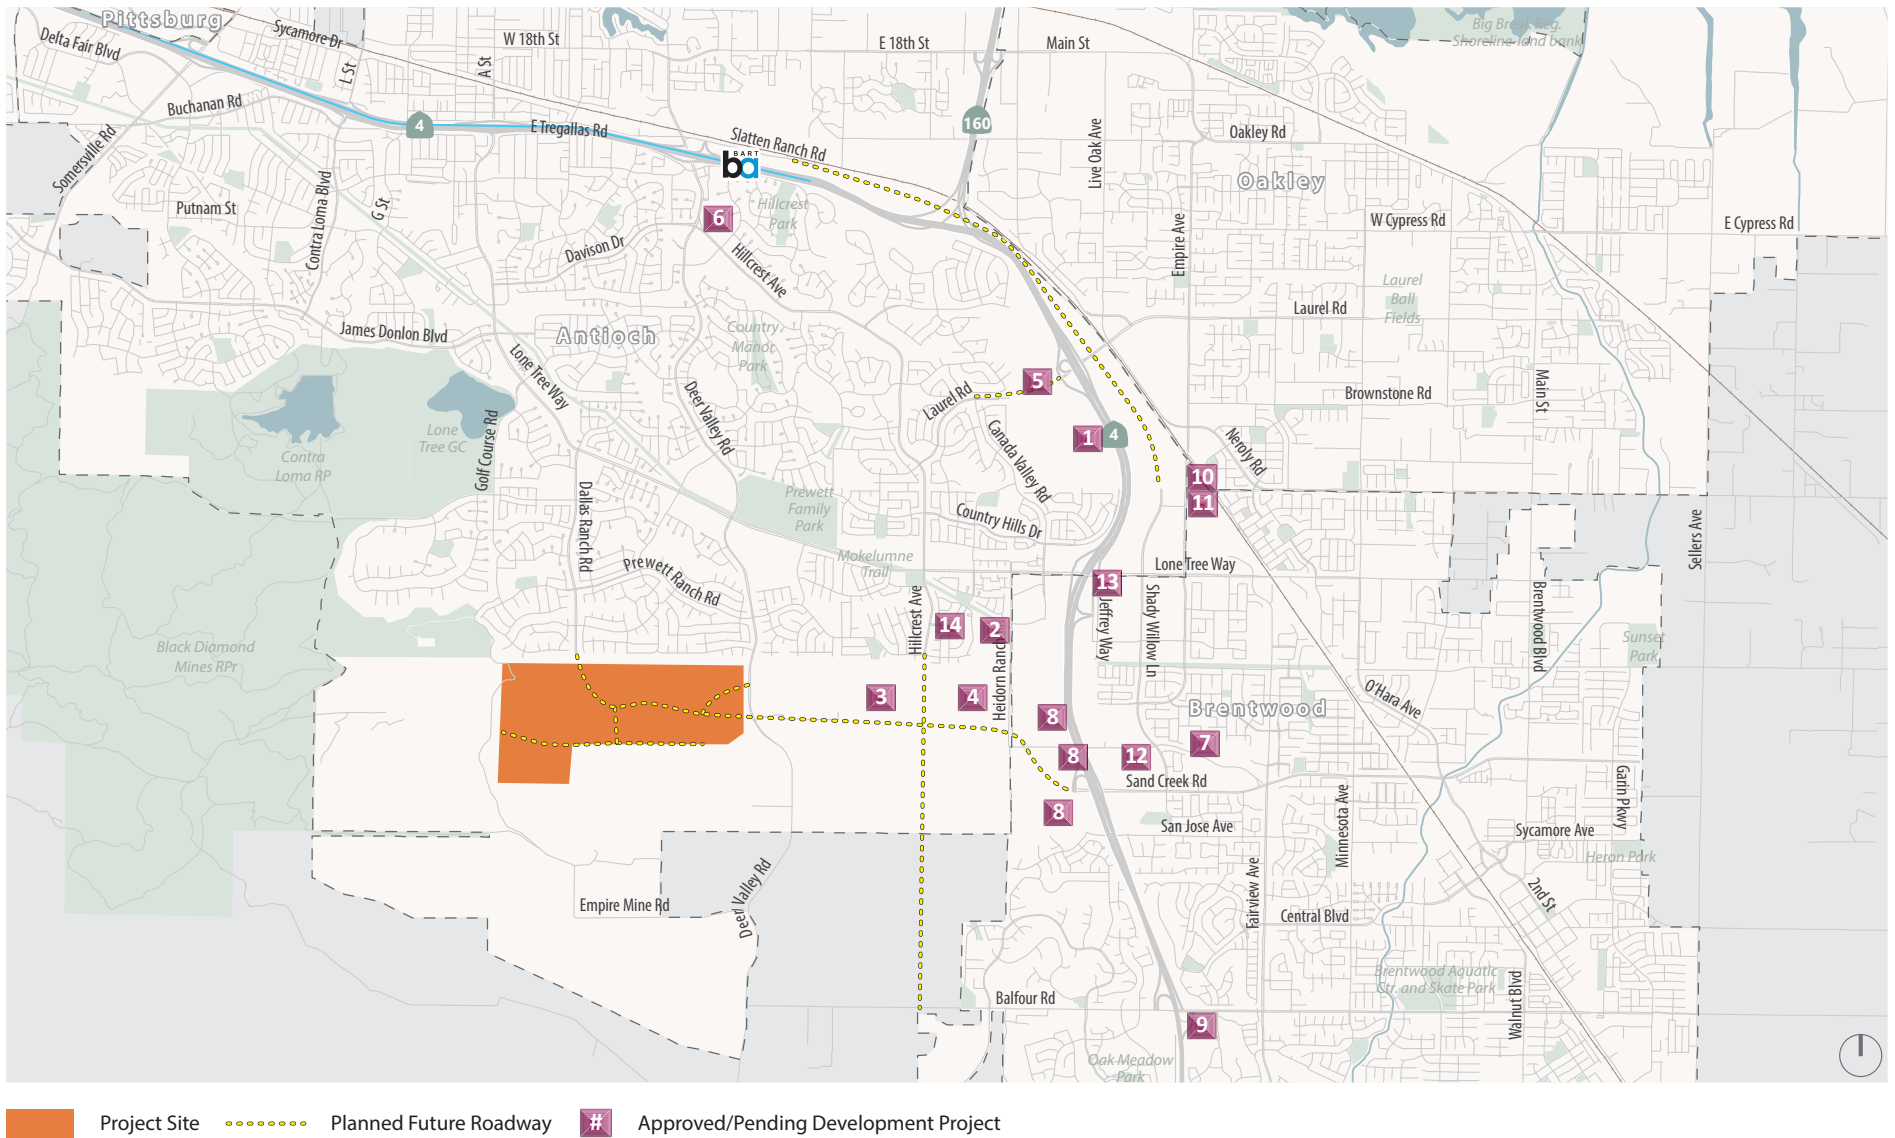 Pittsburg
Delta Fair Blvd
Sycamore Dr
L St
A St
W 18th St
E 18th St
Main St
Big Break Reg.
Shoreline land bank
Buchanan Rd
4
E Tregallas Rd
Slatten Ranch Rd
BART
ba
160
Live Oak Ave
Oakley Rd
Oakley
Somersville Rd
Putnam St
Contra Loma Blvd
G St
Davison Dr
6
Hillcrest
Park
Hillcrest Ave
Empire Ave
W Cypress Rd
E Cypress Rd
James Donlon Blvd
Antioch
Lone Tree Way
Country
Manor
Park
Deer Valley Rd
Laurel Rd
Laurel
Ball
Fields
Laurel Rd
5
Brownstone Rd
Main St
Contra
Loma RP
Lone
Tree GC
Golf Course Rd
1
4
Canada Valley Rd
Neroly Rd
10
11
Dallas Ranch Rd
Prewett
Family
Park
Country Hills Dr
Mokelumne
Trail
Prewett Ranch Rd
Lone Tree Way
Sellers Ave
13
Hillcrest Ave
14
2
Heidorn Ranch
Jeffrey Way
Shady Willow Ln
Brentwood Blvd
Sunset
Park
Black Diamond
Mines RPr
3
4
8
O'Hara Ave
Brentwood
7
8
12
Sand Creek Rd
8
San Jose Ave
Minnesota Ave
Garin Pkwy
Sycamore Ave
Heron Park
2nd St
Empire Mine Rd
Deer Valley Rd
Fairview Ave
Central Blvd
Brentwood Aquatic
Ctr. and Skate Park
Walnut Blvd
Balfour Rd
9
Oak Meadow
Park
Project Site
Planned Future Roadway
#
Approved/Pending Development Project